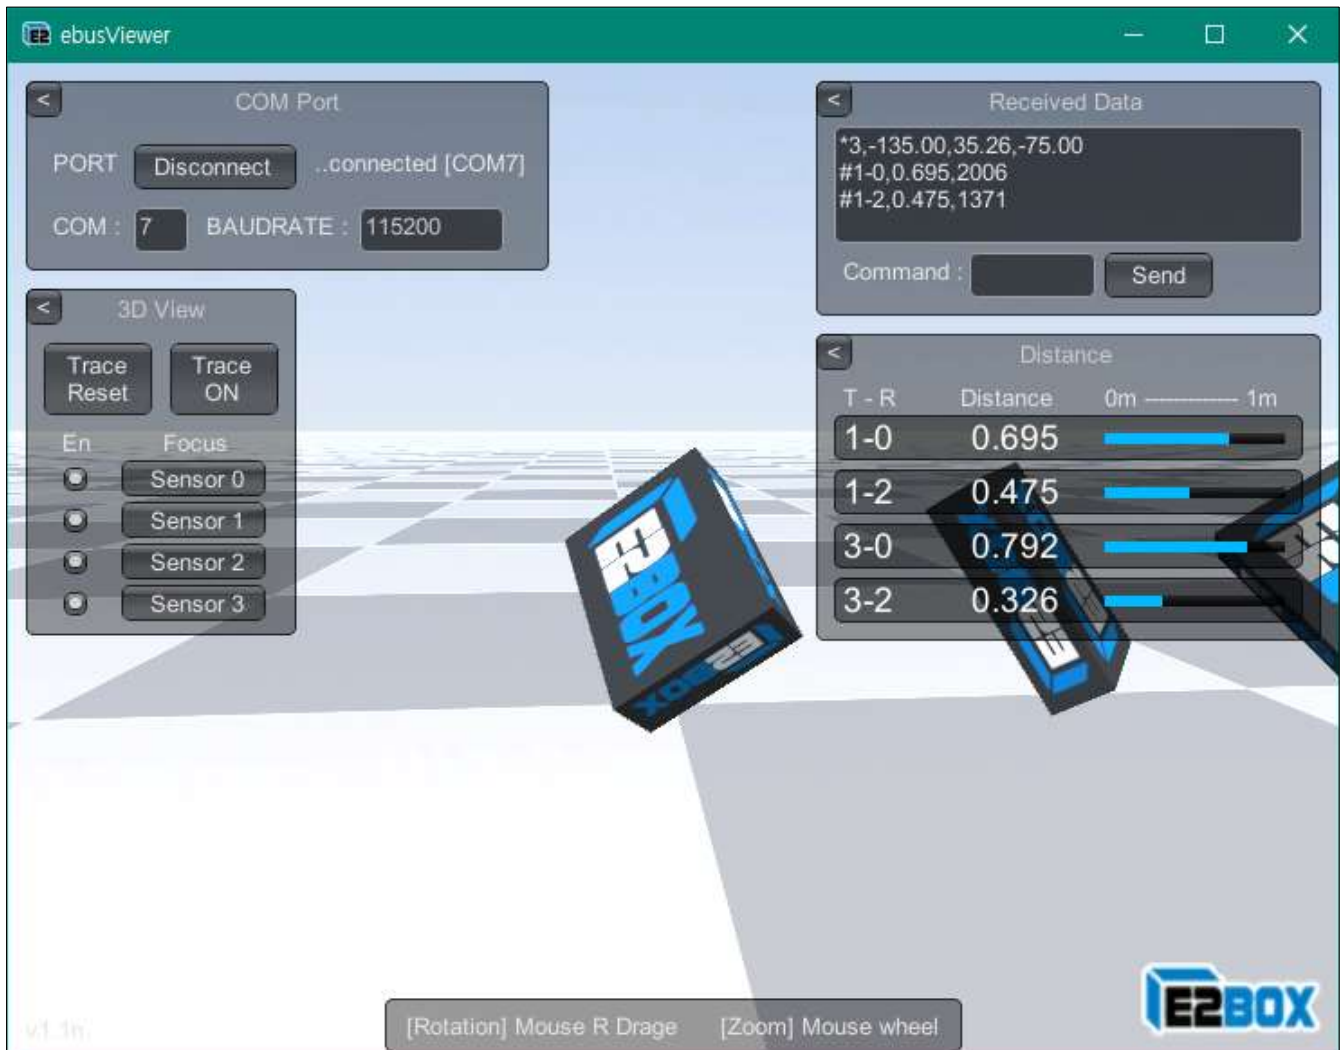 ebusViewer
< COM Port
PORT Disconnect ..connected [COM7]
COM : 7 BAUDRATE : 115200
< 3D View
Trace Reset
Trace ON
En Focus
Sensor 0
Sensor 1
Sensor 2
Sensor 3
< Received Data
*3,-135.00,35.26,-75.00
#1-0,0.695,2006
#1-2,0.475,1371
Command : Send
< Distance
T - R Distance 0m ------------ 1m
1-0 0.695
1-2 0.475
3-0 0.792
3-2 0.326
E2BOX
E2BOX
[Rotation] Mouse R Drage [Zoom] Mouse wheel
E2BOX